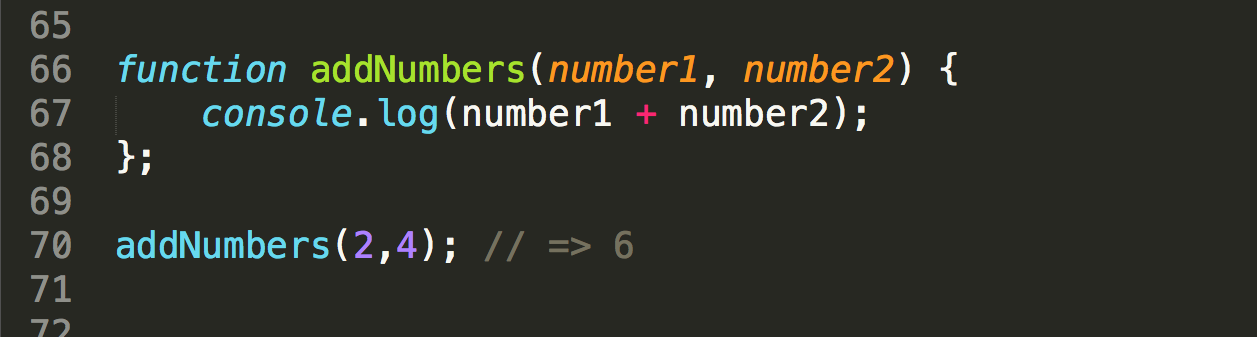 65
66 function addNumbers(number1, number2) {
67     console.log(number1 + number2);
68 };
69
70 addNumbers(2,4); // => 6
71
72